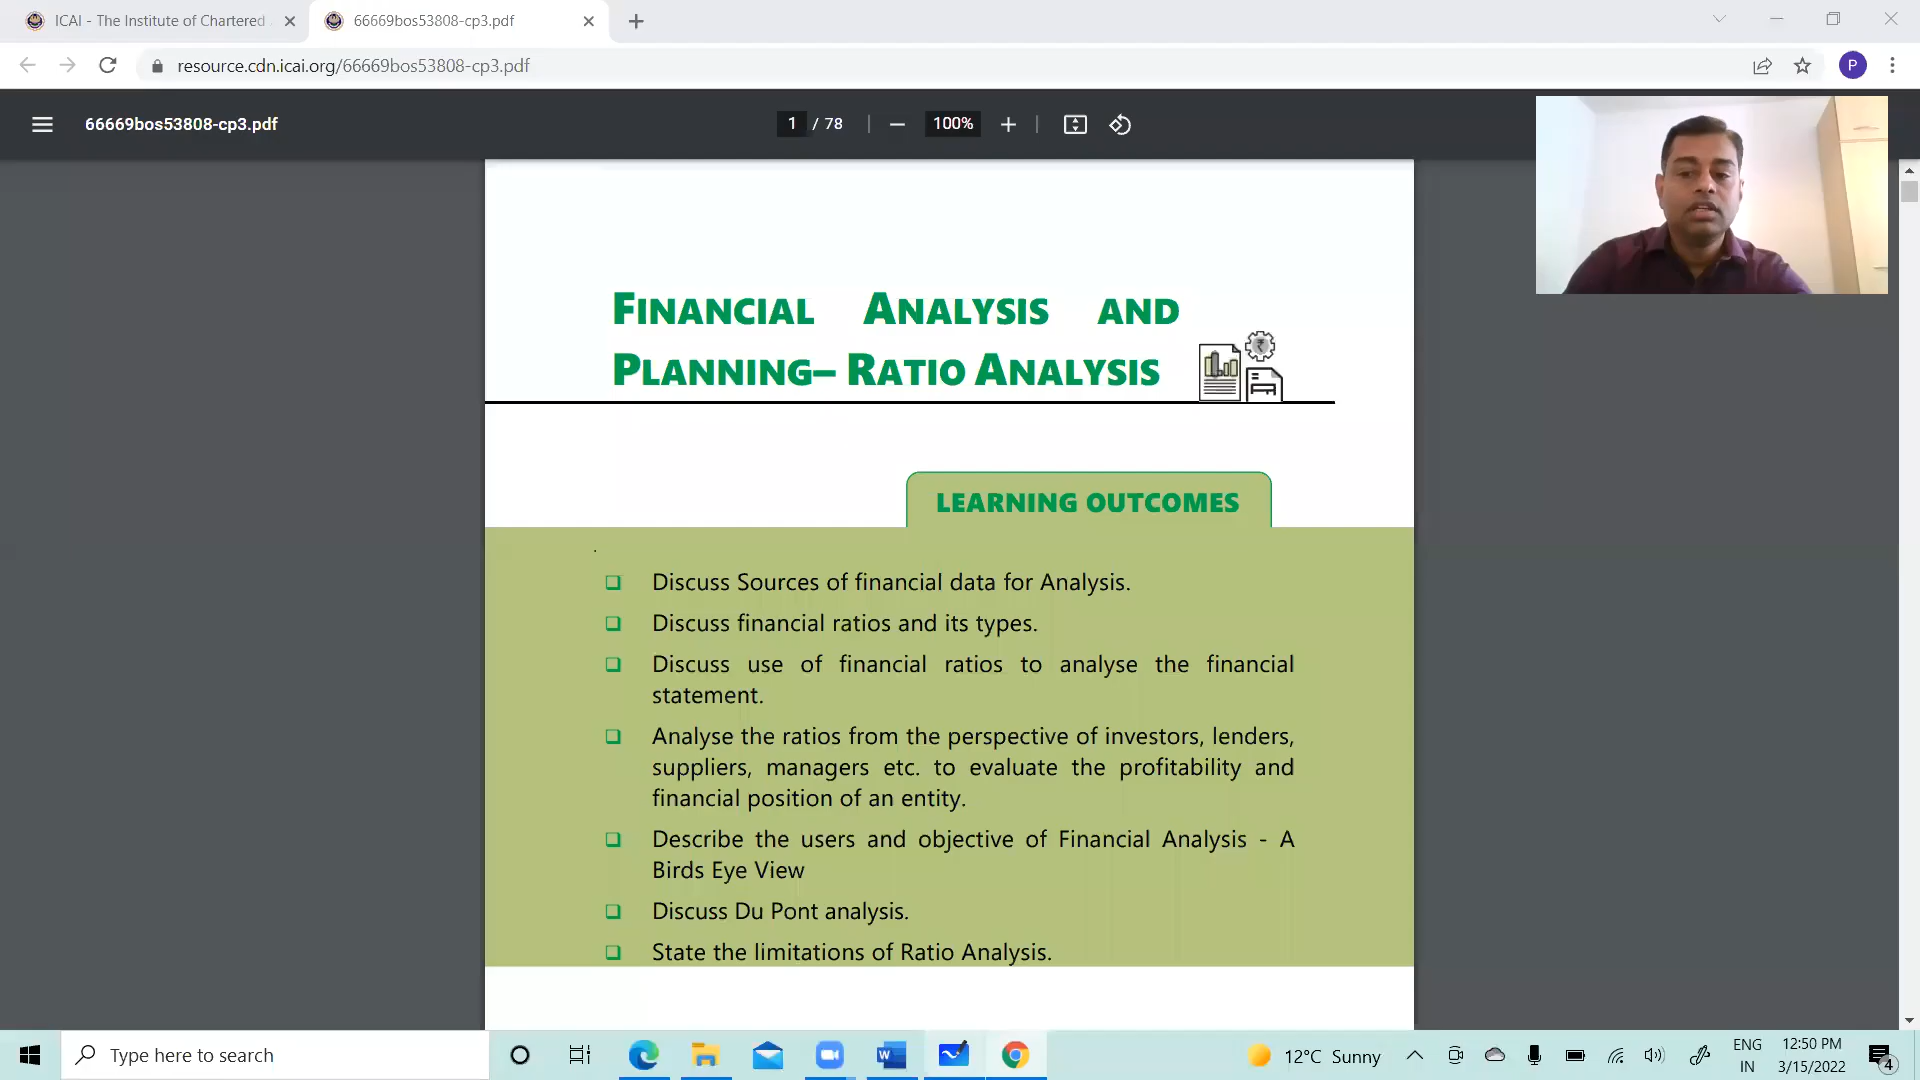 ICAI - The Institute of Chartered
66669bos53808-cp3.pdf
resource.cdn.icai.org/66669bos53808-cp3.pdf
P
66669bos53808-cp3.pdf
1 / 78
100%
FINANCIAL ANALYSIS AND
PLANNING– RATIO ANALYSIS
₹
LEARNING OUTCOMES
Discuss Sources of financial data for Analysis.
Discuss financial ratios and its types.
Discuss use of financial ratios to analyse the financial
statement.
Analyse the ratios from the perspective of investors, lenders,
suppliers, managers etc. to evaluate the profitability and
financial position of an entity.
Describe the users and objective of Financial Analysis - A
Birds Eye View
Discuss Du Pont analysis.
State the limitations of Ratio Analysis.
Type here to search
W
12°C Sunny
ENG
IN
12:50 PM
3/15/2022
4